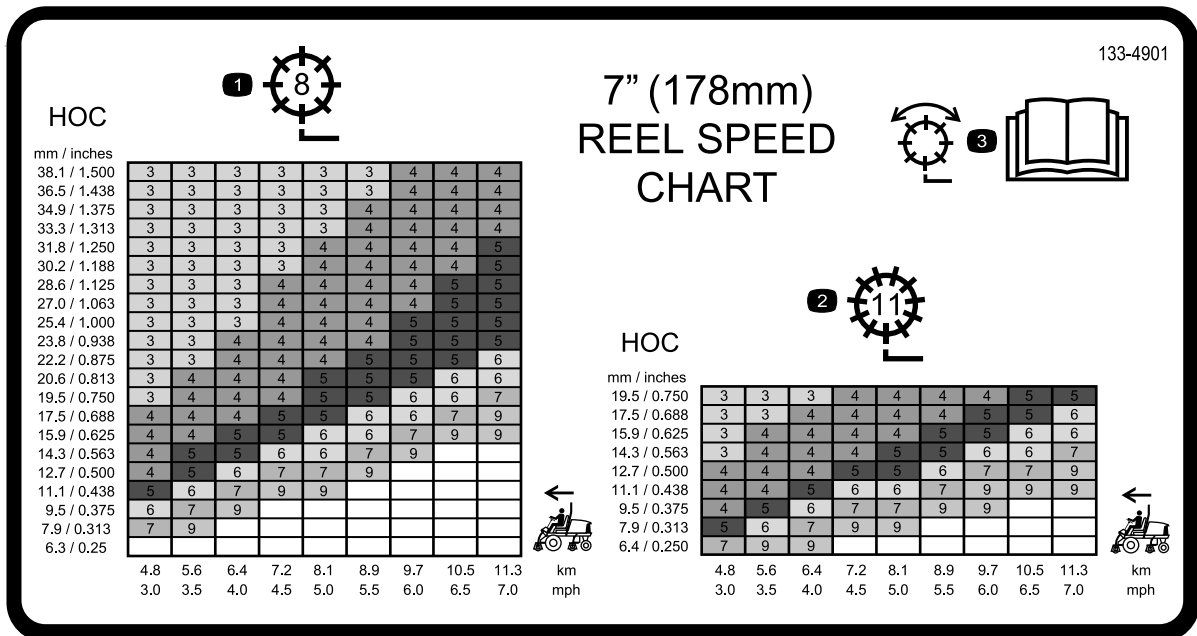 133-4901
7” (178mm)
REEL SPEED
CHART
1
8
3
HOC
mm / inches
38.1 / 1.500 3 3 3 3 3 3 4 4 4
36.5 / 1.438 3 3 3 3 3 3 4 4 4
34.9 / 1.375 3 3 3 3 3 4 4 4 4
33.3 / 1.313 3 3 3 3 3 4 4 4 4
31.8 / 1.250 3 3 3 3 4 4 4 4 5
30.2 / 1.188 3 3 3 3 4 4 4 4 5
28.6 / 1.125 3 3 3 4 4 4 4 5 5
27.0 / 1.063 3 3 3 4 4 4 4 5 5
25.4 / 1.000 3 3 3 4 4 4 5 5 5
23.8 / 0.938 3 3 4 4 4 4 5 5 5
22.2 / 0.875 3 3 4 4 4 5 5 5 6
20.6 / 0.813 3 4 4 4 5 5 5 6 6
19.5 / 0.750 3 4 4 4 5 5 6 6 7
17.5 / 0.688 4 4 4 5 5 6 6 7 9
15.9 / 0.625 4 4 5 5 6 6 7 9 9
14.3 / 0.563 4 5 5 6 6 7 9
12.7 / 0.500 4 5 6 7 7 9
11.1 / 0.438 5 6 7 9 9
9.5 / 0.375 6 7 9
7.9 / 0.313 7 9
6.3 / 0.25
4.8 5.6 6.4 7.2 8.1 8.9 9.7 10.5 11.3 km
3.0 3.5 4.0 4.5 5.0 5.5 6.0 6.5 7.0 mph
2
11
HOC
mm / inches
19.5 / 0.750 3 3 3 4 4 4 4 5 5
17.5 / 0.688 3 3 4 4 4 4 5 5 6
15.9 / 0.625 3 4 4 4 4 5 5 6 6
14.3 / 0.563 3 4 4 4 5 5 6 6 7
12.7 / 0.500 4 4 4 5 5 6 7 7 9
11.1 / 0.438 4 4 5 6 6 7 9 9 9
9.5 / 0.375 4 5 6 7 7 9 9
7.9 / 0.313 5 6 7 9 9
6.4 / 0.250 7 9 9
4.8 5.6 6.4 7.2 8.1 8.9 9.7 10.5 11.3 km
3.0 3.5 4.0 4.5 5.0 5.5 6.0 6.5 7.0 mph